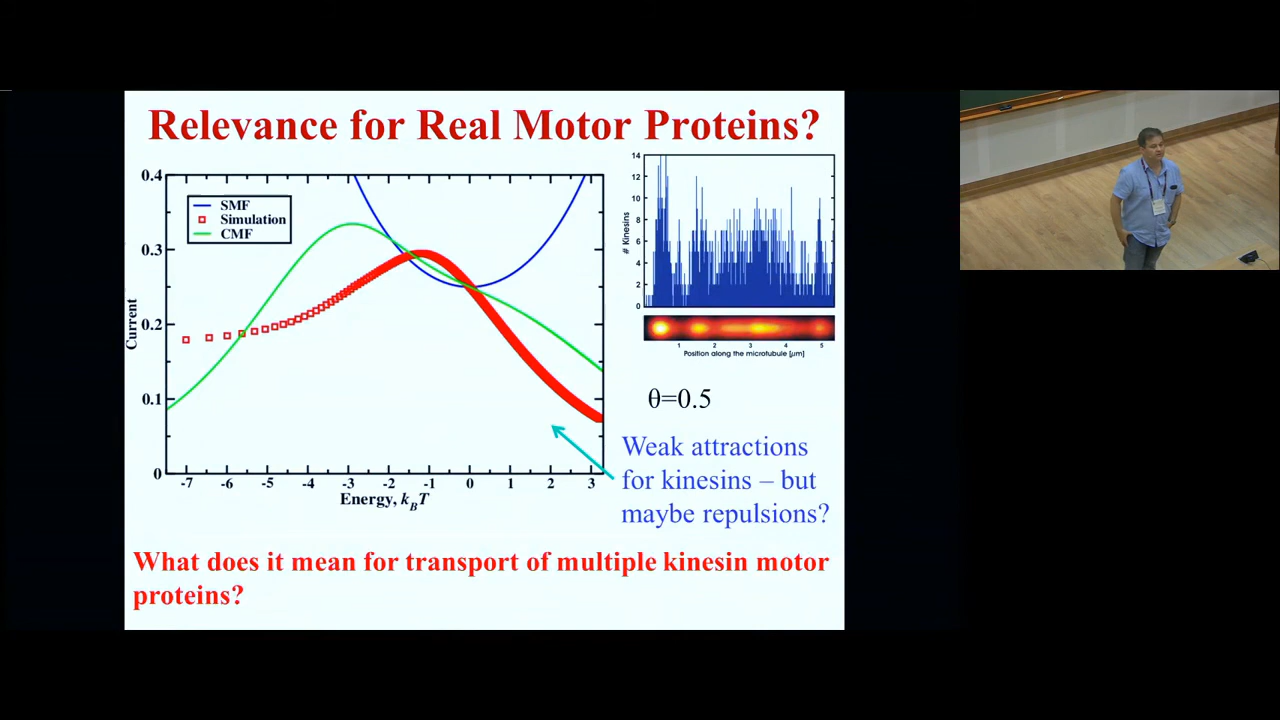 Relevance for Real Motor Proteins?
0.4
0.3
0.2
0.1
0
Current
SMF
Simulation
CMF
-7 -6 -5 -4 -3 -2 -1 0 1 2 3
Energy, kBT
14
12
10
8
6
4
2
0
# Kinesins
1 2 3 4 5
Position along the microtubule [µm]
θ=0.5
Weak attractions
for kinesins – but
maybe repulsions?
What does it mean for transport of multiple kinesin motor
proteins?